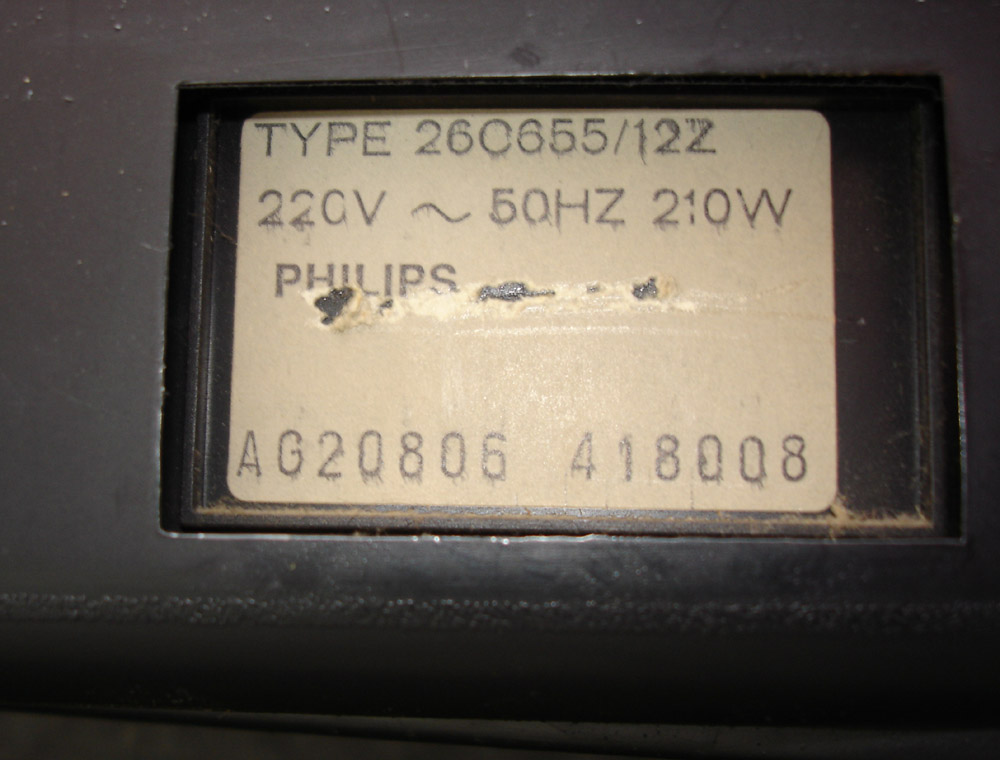 TYPE 26C655/12Z
220V ~ 50HZ 210W
PHILIPS
AG20806 418008